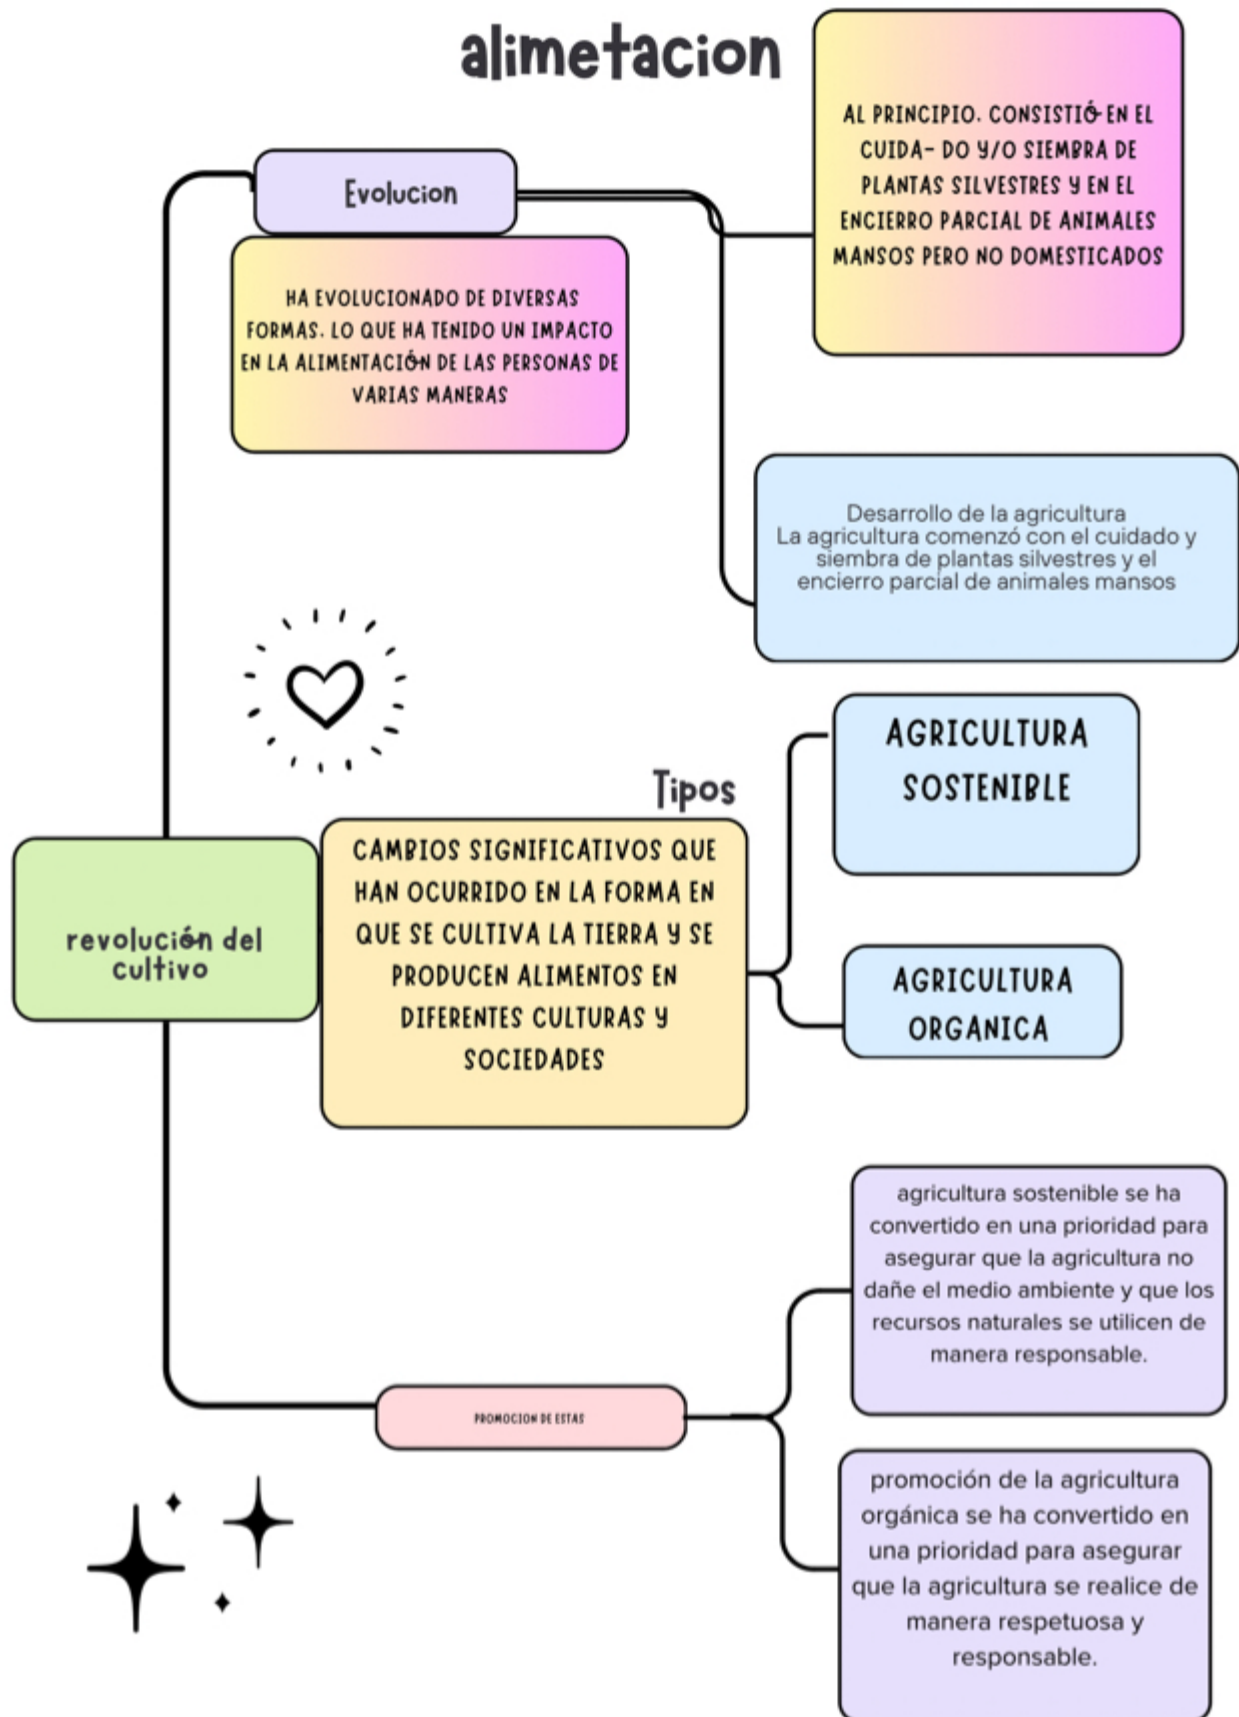 alimetacion
Evolucion
HA EVOLUCIONADO DE DIVERSAS
FORMAS. LO QUE HA TENIDO UN IMPACTO
EN LA ALIMENTACIÓN DE LAS PERSONAS DE
VARIAS MANERAS
AL PRINCIPIO. CONSISTIÓ EN EL
CUIDA- DO Y/O SIEMBRA DE
PLANTAS SILVESTRES Y EN EL
ENCIERRO PARCIAL DE ANIMALES
MANSOS PERO NO DOMESTICADOS
Desarrollo de la agricultura
La agricultura comenzó con el cuidado y
siembra de plantas silvestres y el
encierro parcial de animales mansos
revolución del
cultivo
Tipos
CAMBIOS SIGNIFICATIVOS QUE
HAN OCURRIDO EN LA FORMA EN
QUE SE CULTIVA LA TIERRA Y SE
PRODUCEN ALIMENTOS EN
DIFERENTES CULTURAS Y
SOCIEDADES
AGRICULTURA
SOSTENIBLE
AGRICULTURA
ORGANICA
PROMOCION DE ESTAS
agricultura sostenible se ha
convertido en una prioridad para
asegurar que la agricultura no
dañe el medio ambiente y que los
recursos naturales se utilicen de
manera responsable.
promoción de la agricultura
orgánica se ha convertido en
una prioridad para asegurar
que la agricultura se realice de
manera respetuosa y
responsable.